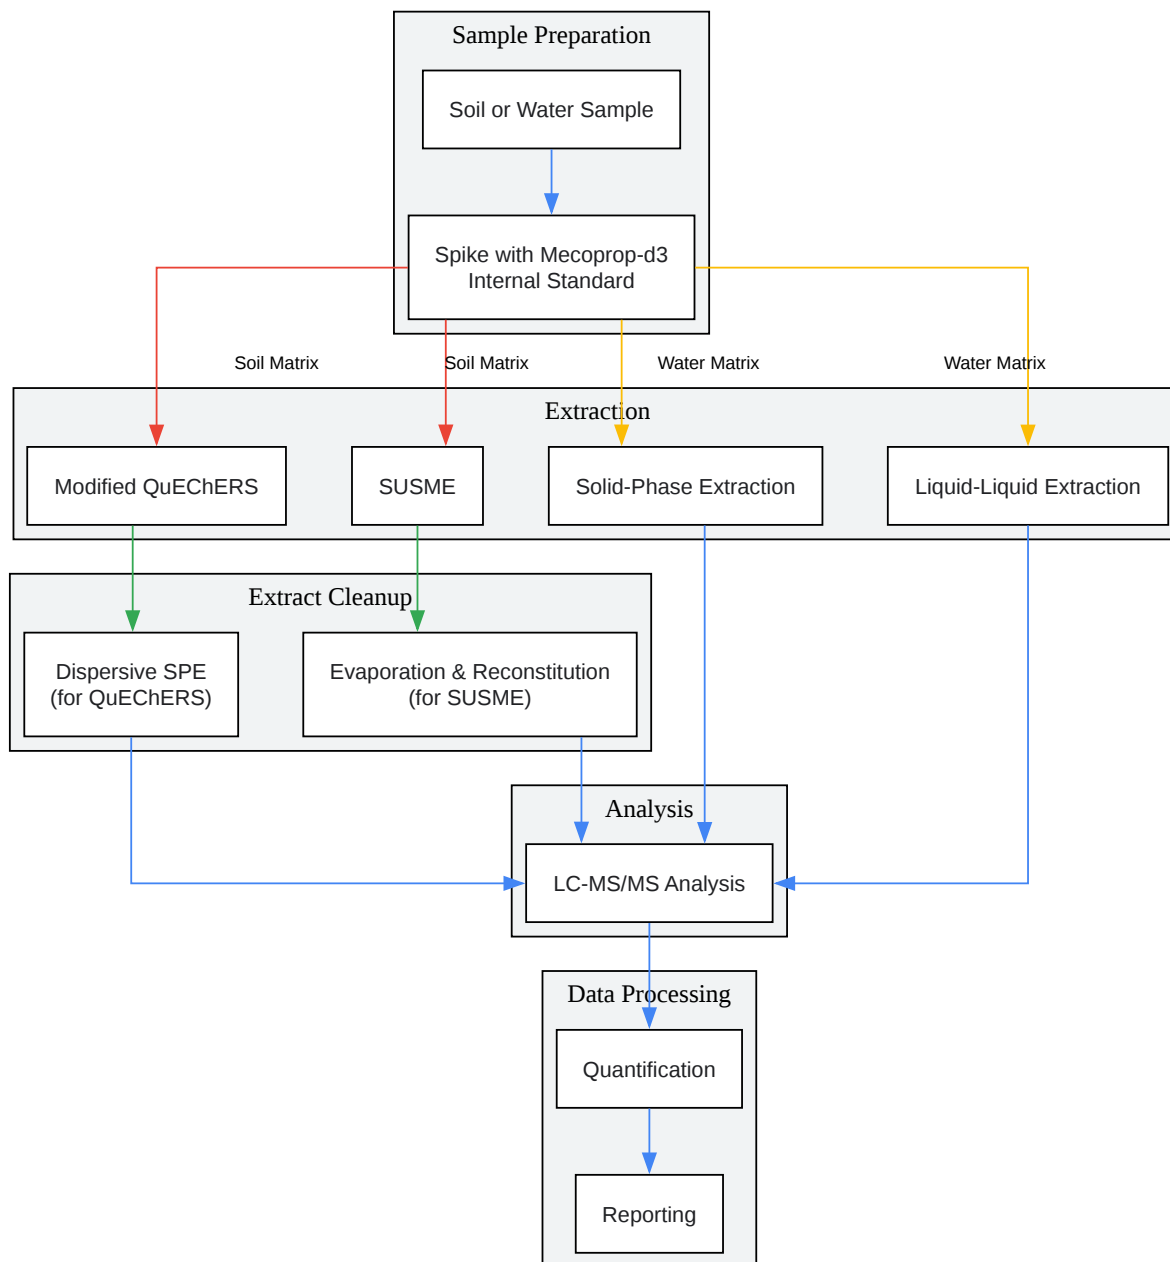 Sample Preparation
Soil or Water Sample
Spike with Mecoprop-d3
Internal Standard
Soil Matrix
Soil Matrix
Water Matrix
Water Matrix
Extraction
Modified QuEChERS
SUSME
Solid-Phase Extraction
Liquid-Liquid Extraction
Extract Cleanup
Dispersive SPE
(for QuEChERS)
Evaporation & Reconstitution
(for SUSME)
Analysis
LC-MS/MS Analysis
Data Processing
Quantification
Reporting